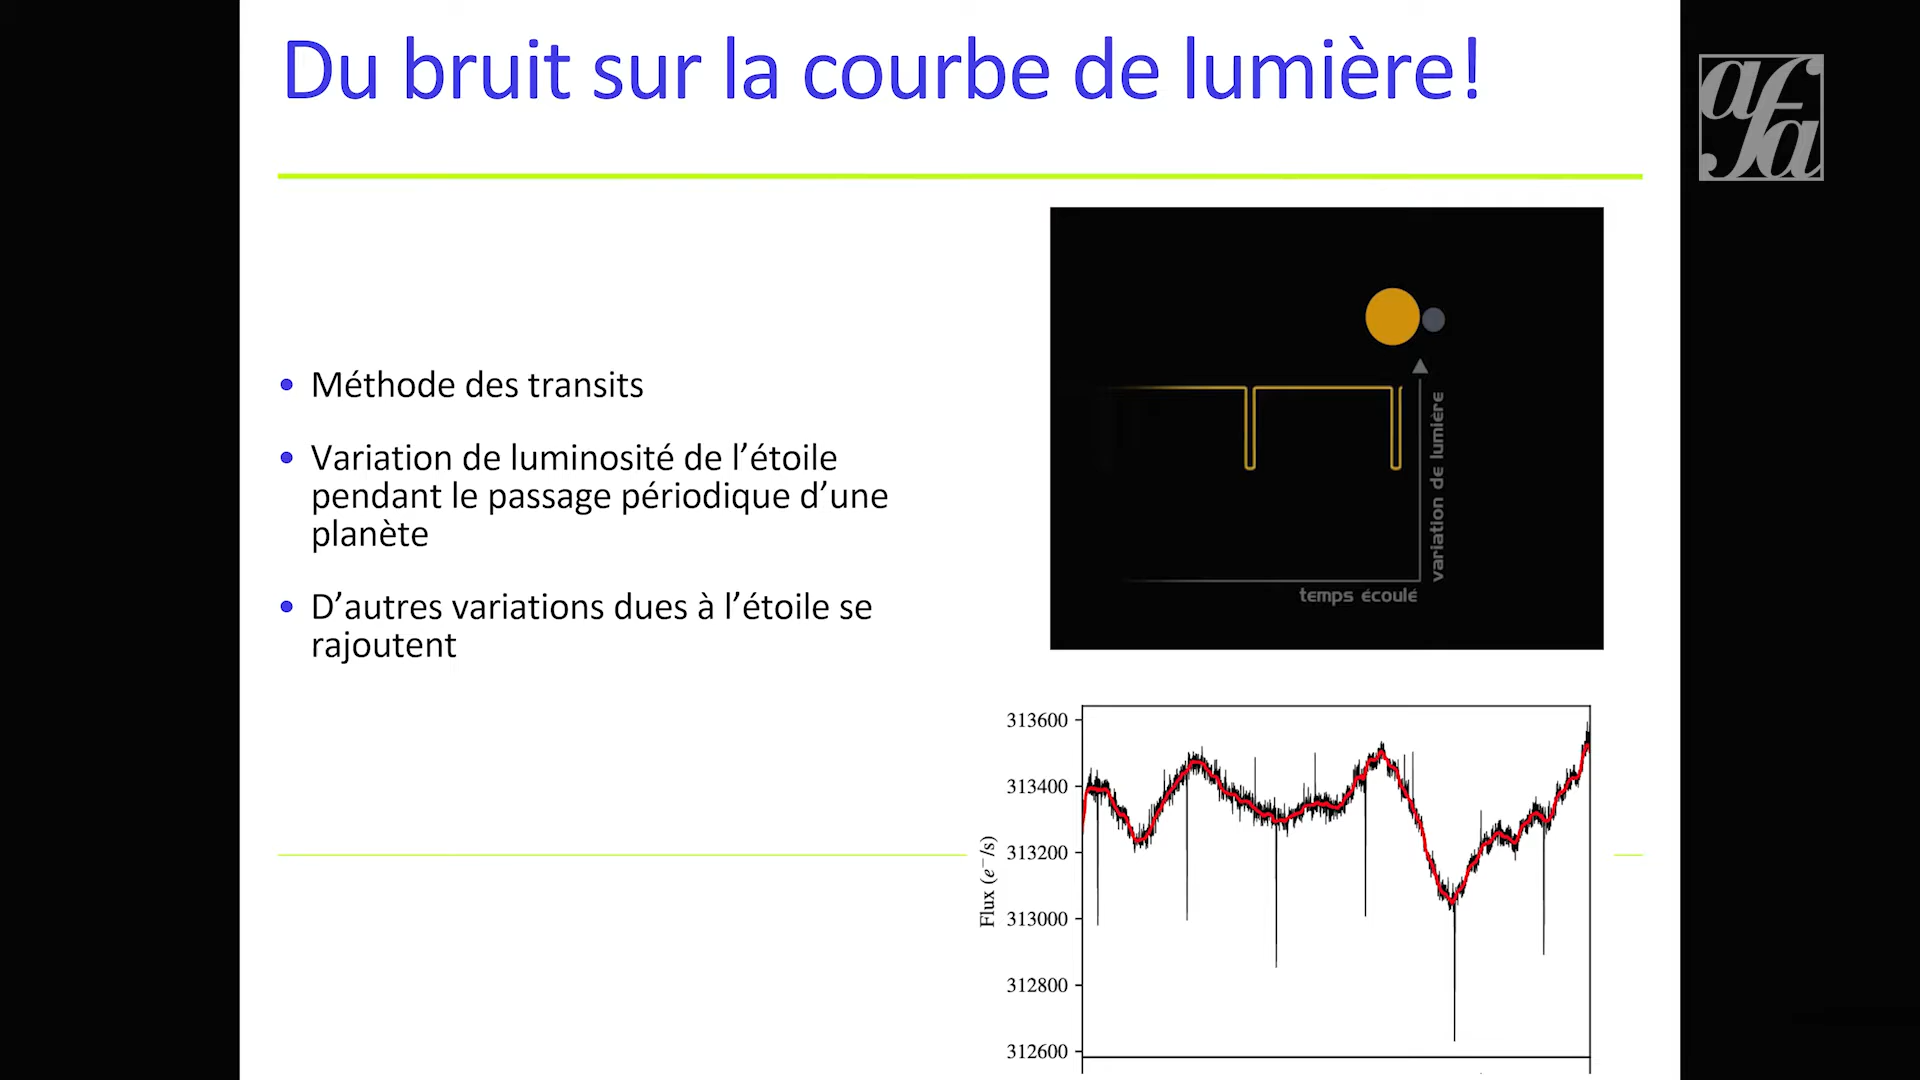 Du bruit sur la courbe de lumière!
afa
• Méthode des transits
• Variation de luminosité de l’étoile
pendant le passage périodique d’une
planète
• D’autres variations dues à l’étoile se
rajoutent
variation de lumière
temps écoulé
313600
313400
313200
313000
312800
312600
Flux (e⁻/s)